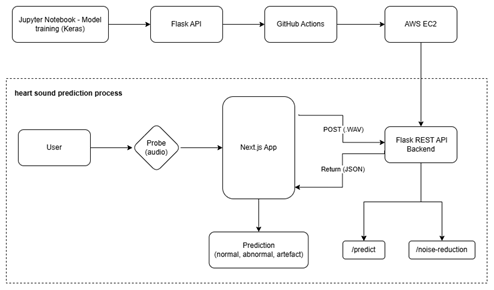 Jupyter Notebook - Model
training (Keras)
Flask API
GitHub Actions
AWS EC2
heart sound prediction process
User
Probe
(audio)
Next.js App
POST (.WAV)
Return (JSON)
Flask REST API
Backend
Prediction
(normal, abnormal, artefact)
/predict
/noise-reduction